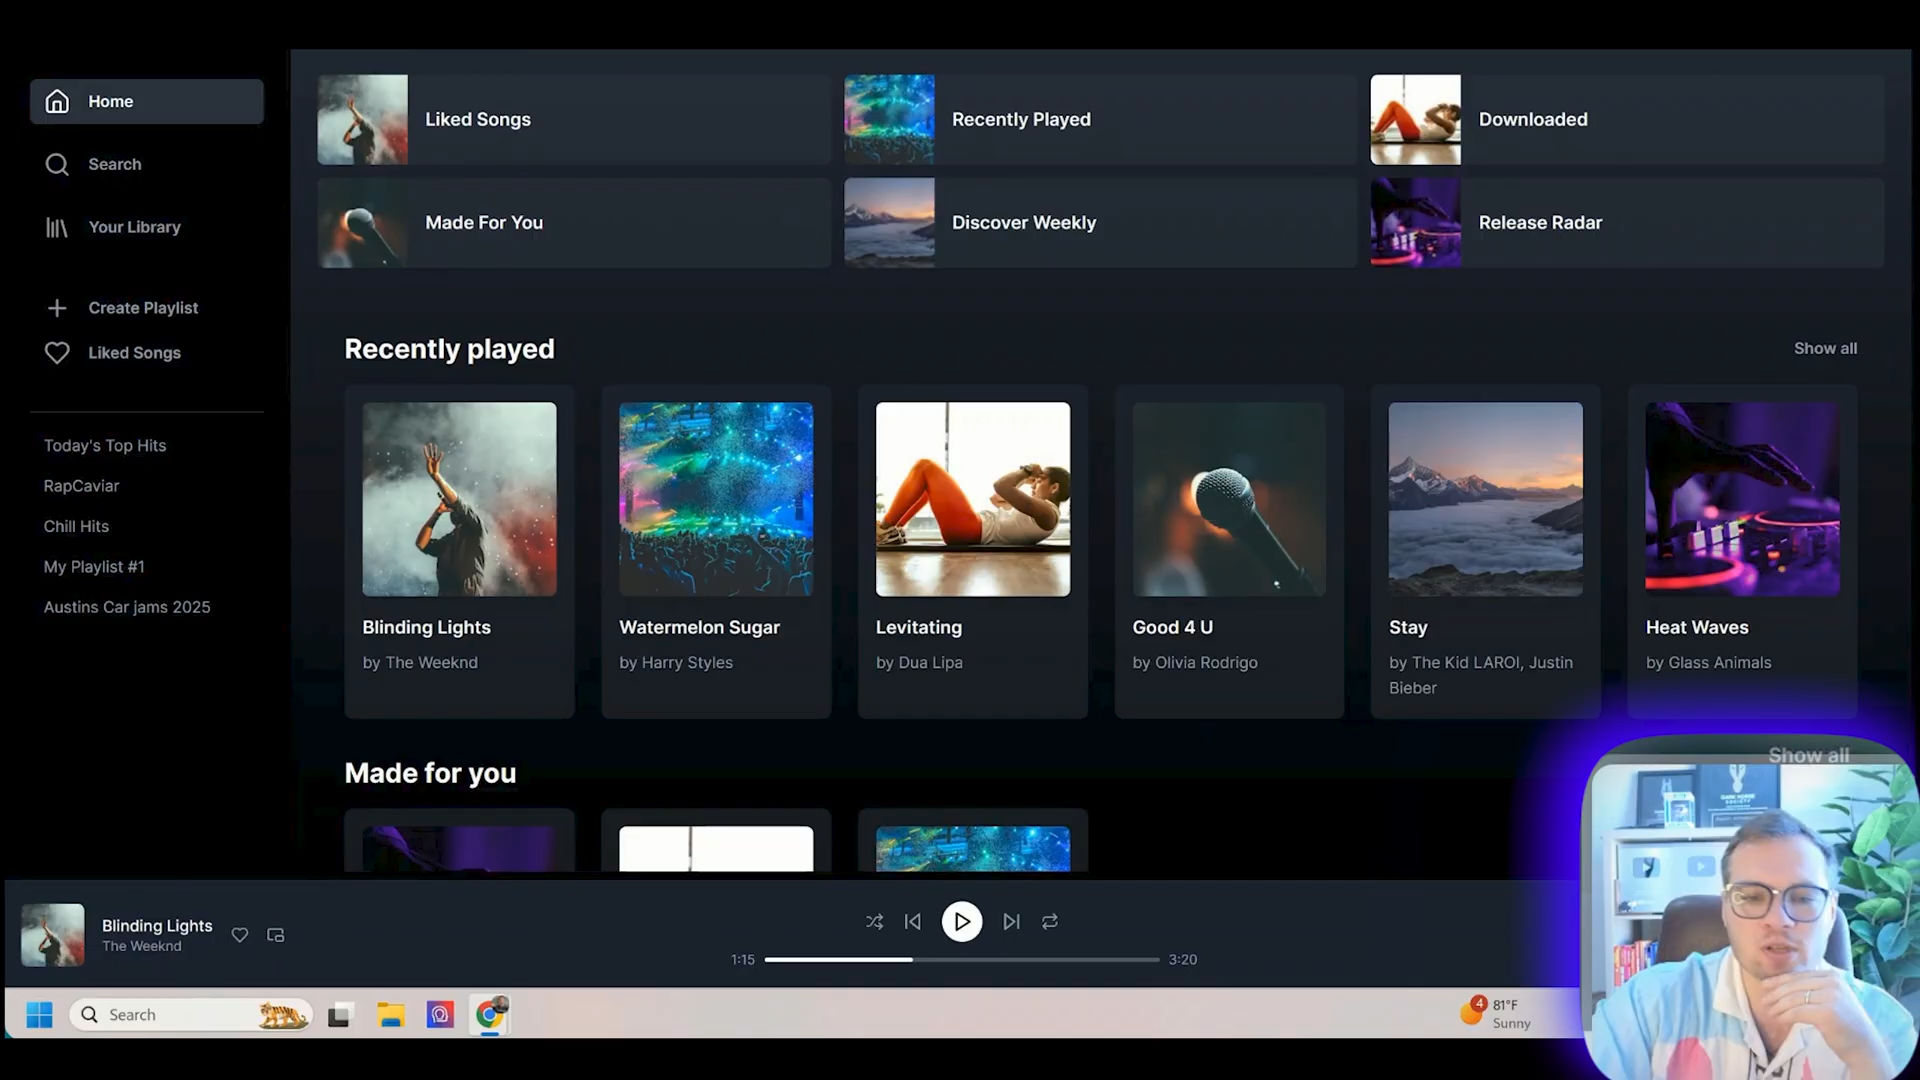 Home
Search
Your Library
Create Playlist
Liked Songs
Today's Top Hits
RapCaviar
Chill Hits
My Playlist #1
Austins Car jams 2025
Liked Songs
Recently Played
Downloaded
Made For You
Discover Weekly
Release Radar
Recently played
Show all
Blinding Lights
by The Weeknd
Watermelon Sugar
by Harry Styles
Levitating
by Dua Lipa
Good 4 U
by Olivia Rodrigo
Stay
by The Kid LAROI, Justin
Bieber
Heat Waves
by Glass Animals
Made for you
Show all
Blinding Lights
The Weeknd
1:15
3:20
Search
4
81°F
Sunny